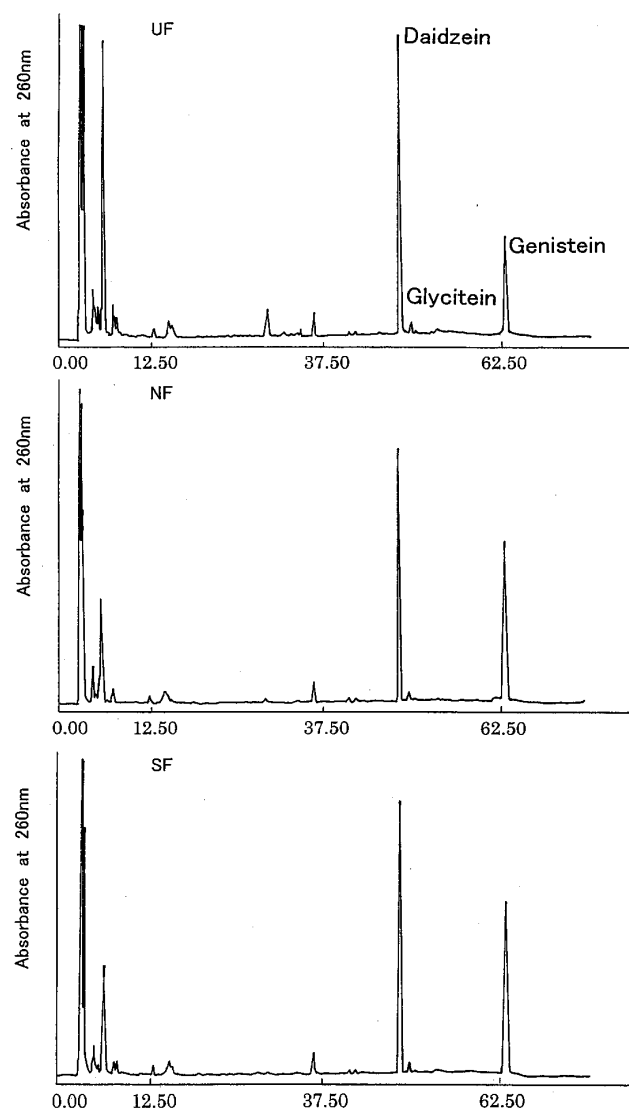 UF
Absorbance at 260nm
Daidzein
Glycitein
Genistein
0.00 12.50 37.50 62.50
NF
Absorbance at 260nm
0.00 12.50 37.50 62.50
SF
Absorbance at 260nm
0.00 12.50 37.50 62.50